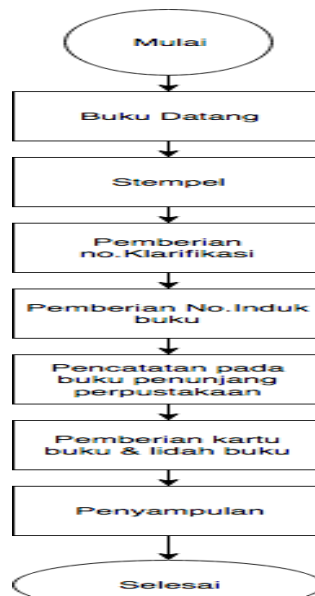 Mulai
Buku Datang
Stempel
Pemberian
no.Klarifikasi
Pemberian No.Induk
buku
Pencatatan pada
buku penunjang
perpustakaan
Pemberian kartu
buku & lidah buku
Penyampulan
Selesai